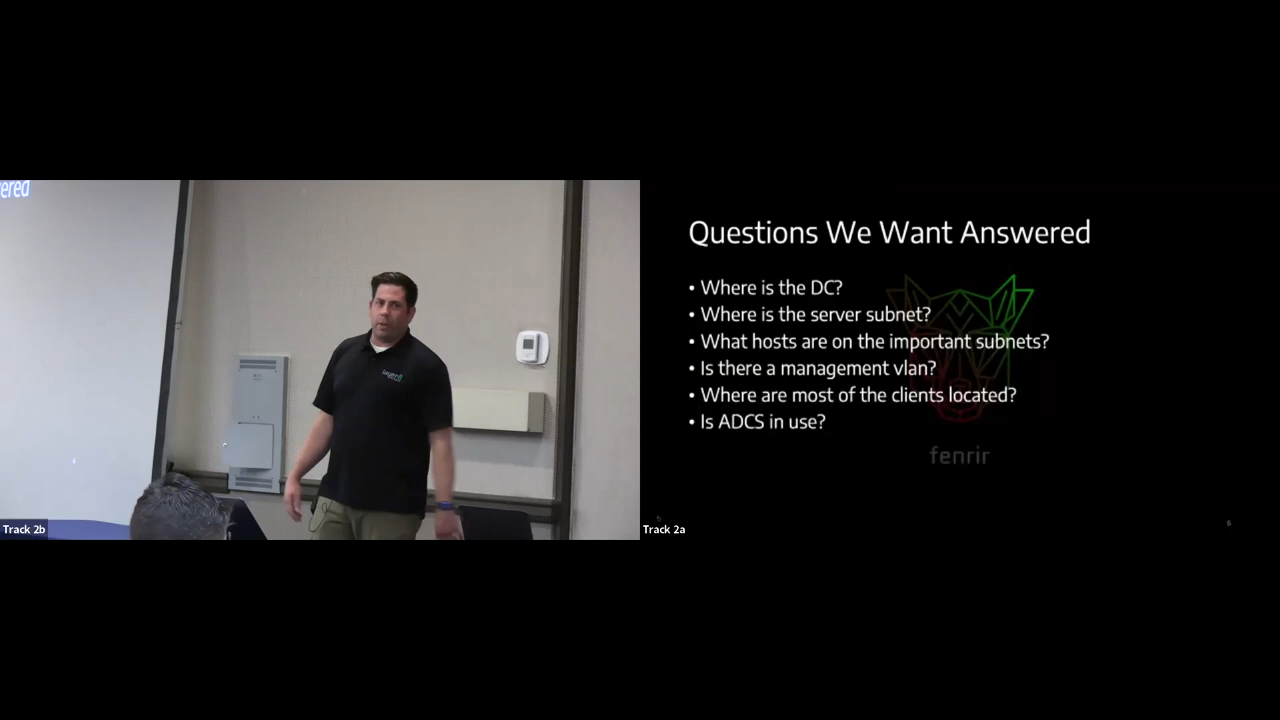 ered
layer8
Track 2b
Questions We Want Answered
• Where is the DC?
• Where is the server subnet?
• What hosts are on the important subnets?
• Is there a management vlan?
• Where are most of the clients located?
• Is ADCS in use?
fenrir
6
Track 2a